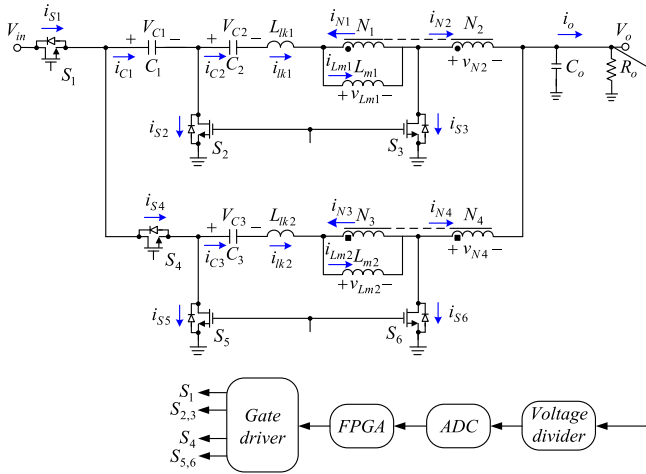 i_S1
V_in
S_1
V_C1
+ −
i_C1
C_1
V_C2
+ −
i_C2
C_2
L_lk1
i_lk1
i_N1
N_1
i_Lm1
L_m1
+ v_Lm1 −
i_N2
N_2
+ v_N2 −
i_o
V_o
C_o
R_o
i_S2
S_2
S_3
i_S3
i_S4
S_4
V_C3
+ −
i_C3
C_3
L_lk2
i_lk2
i_N3
N_3
i_Lm2
L_m2
+ v_Lm2 −
i_N4
N_4
+ v_N4 −
i_S5
S_5
S_6
i_S6
S_1
S_2,3
S_4
S_5,6
Gate
driver
FPGA
ADC
Voltage
divider